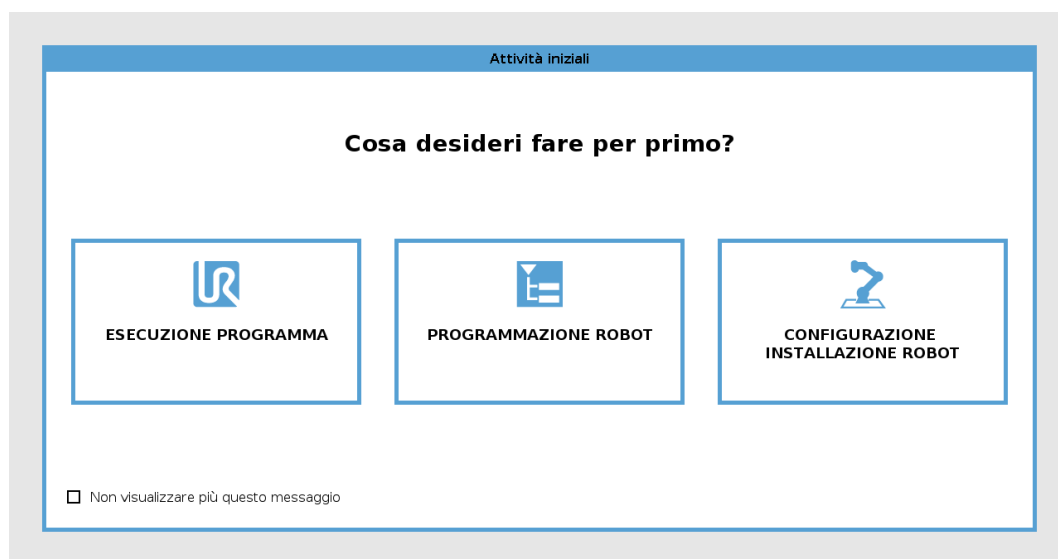 Attività iniziali
Cosa desideri fare per primo?
ESECUZIONE PROGRAMMA
PROGRAMMAZIONE ROBOT
CONFIGURAZIONE
INSTALLAZIONE ROBOT
Non visualizzare più questo messaggio